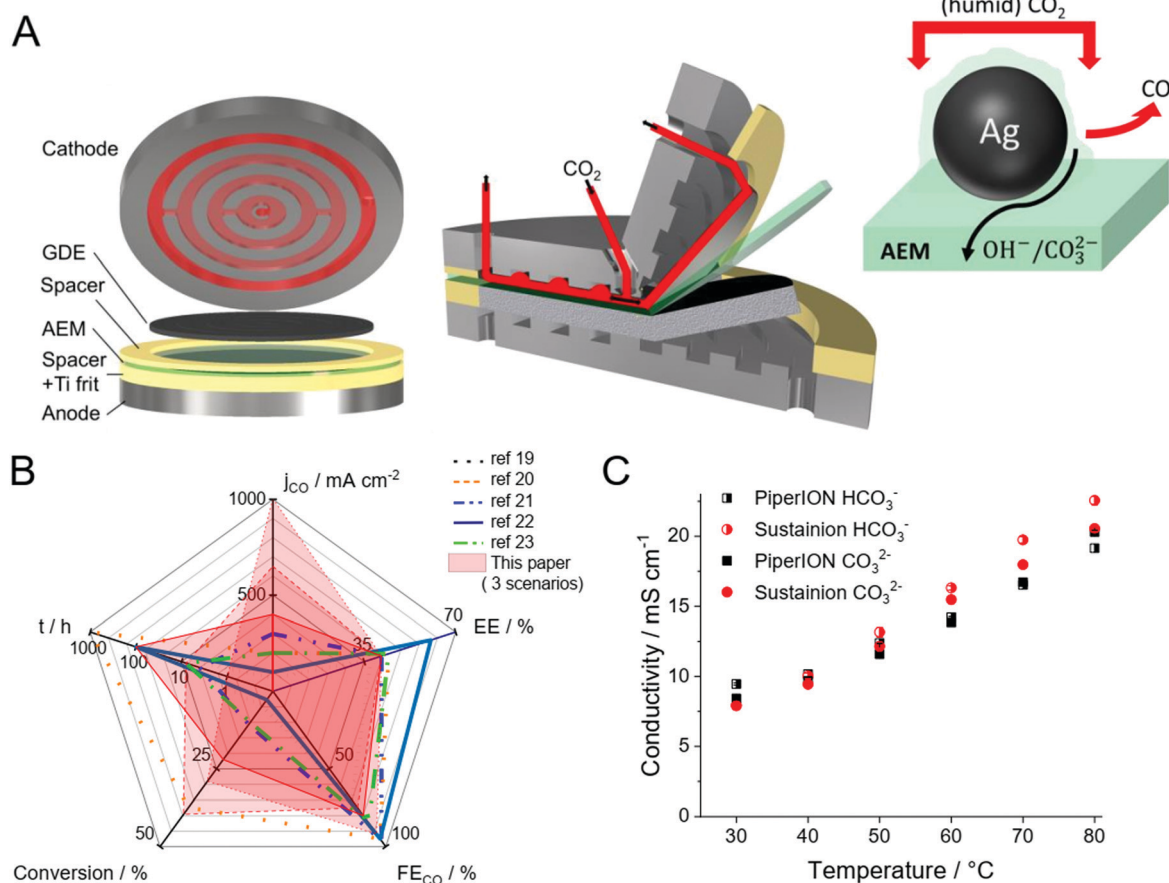 A
Cathode
GDE
Spacer
AEM
Spacer
+Ti frit
Anode
CO₂
(humid) CO₂
CO
Ag
AEM
OH⁻/CO₃²⁻
B
j_CO / mA cm⁻²
1000
500
ref 19
ref 20
ref 21
ref 22
ref 23
This paper
( 3 scenarios)
70
35
EE / %
t / h
1000
100
10
1
25
50
50
100
Conversion / %
FE_CO / %
C
PiperION HCO₃⁻
Sustainion HCO₃⁻
PiperION CO₃²⁻
Sustainion CO₃²⁻
Conductivity / mS cm⁻¹
20
15
10
5
0
30 40 50 60 70 80
Temperature / °C